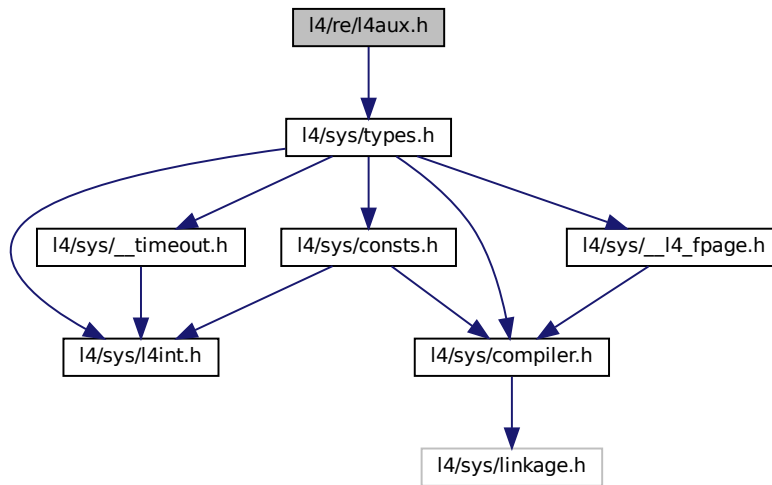 l4/re/l4aux.h
l4/sys/types.h
l4/sys/__timeout.h
l4/sys/consts.h
l4/sys/__l4_fpage.h
l4/sys/l4int.h
l4/sys/compiler.h
l4/sys/linkage.h